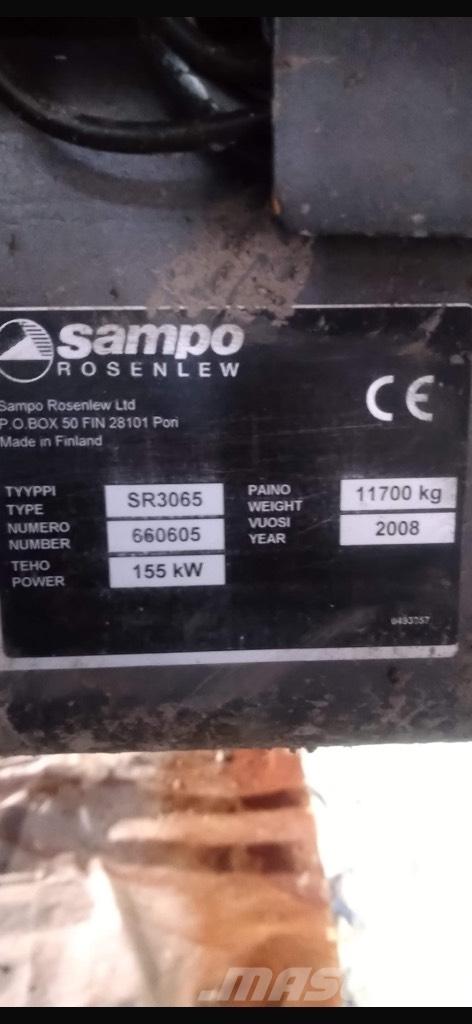 sampo
ROSENLEW
CE
Sampo Rosenlew Ltd
P.O.BOX 50 FIN 28101 Pori
Made in Finland
TYYPPI
TYPE
SR3065
NUMERO
NUMBER
660605
TEHO
POWER
155 kW
PAINO
WEIGHT
11700 kg
VUOSI
YEAR
2008